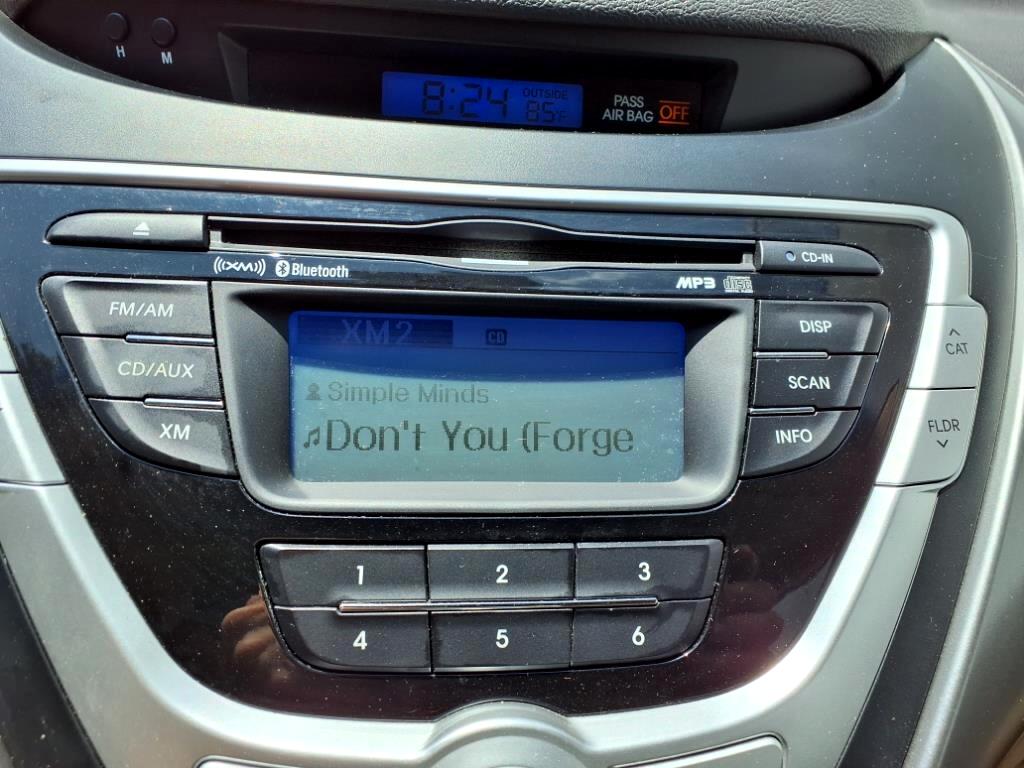 H M
8:24 OUTSIDE 85°F
PASS AIR BAG OFF
CD-IN
((XM)) Bluetooth MP3 disc
FM/AM
CD/AUX
XM
XM2 CD
Simple Minds
Don't You (Forge
DISP
SCAN
INFO
CAT
FLDR
1 2 3
4 5 6